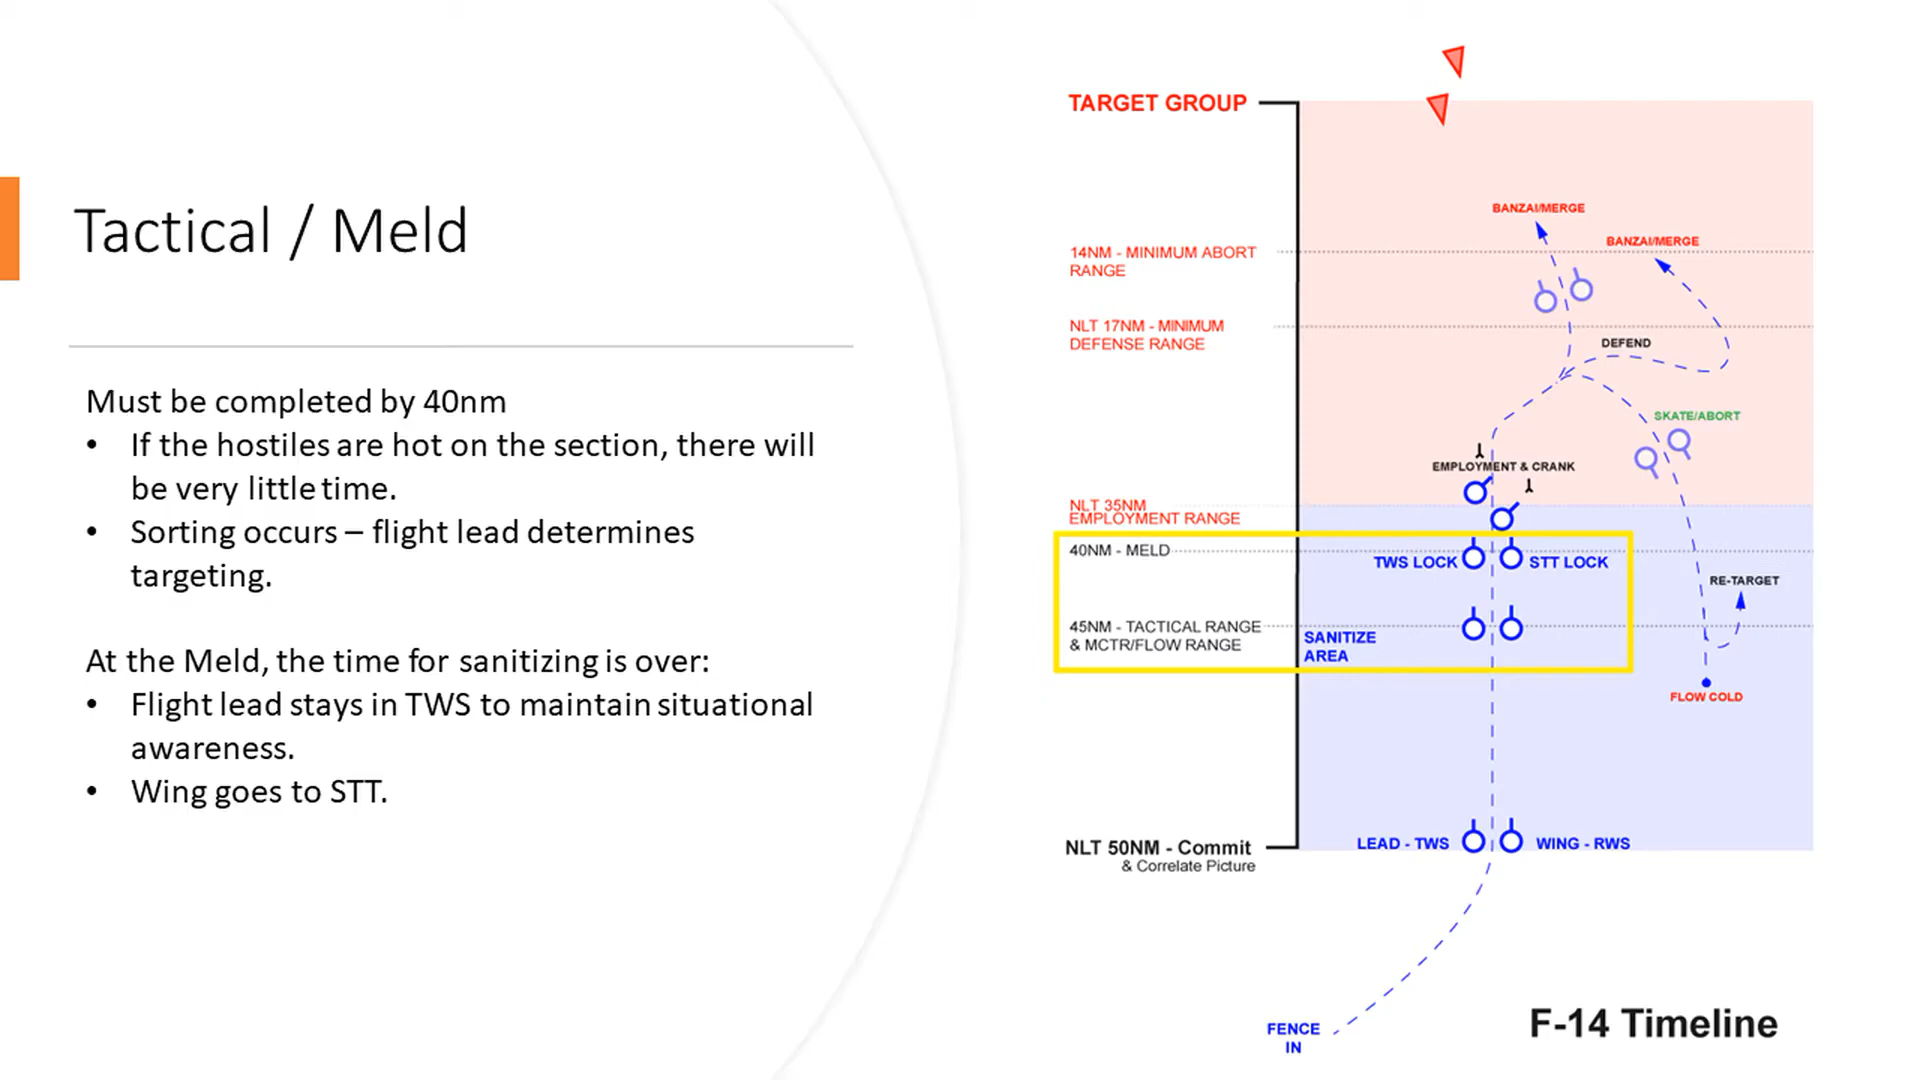 Tactical / Meld
Must be completed by 40nm
• If the hostiles are hot on the section, there will
be very little time.
• Sorting occurs – flight lead determines
targeting.
At the Meld, the time for sanitizing is over:
• Flight lead stays in TWS to maintain situational
awareness.
• Wing goes to STT.
TARGET GROUP
BANZAI/MERGE
BANZAI/MERGE
14NM - MINIMUM ABORT
RANGE
NLT 17NM - MINIMUM
DEFENSE RANGE
DEFEND
SKATE/ABORT
EMPLOYMENT & CRANK
NLT 35NM
EMPLOYMENT RANGE
40NM - MELD
TWS LOCK
STT LOCK
RE-TARGET
45NM - TACTICAL RANGE
& MCTR/FLOW RANGE
SANITIZE
AREA
FLOW COLD
NLT 50NM - Commit
& Correlate Picture
LEAD - TWS
WING - RWS
FENCE
IN
F-14 Timeline